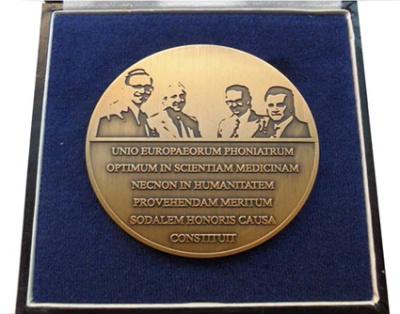 UNIO EUROPAEORUM PHONIATRUM
OPTIMUM IN SCIENTIAM MEDICINAM
NECNON IN HUMANITATEM
PROVEHENDAM MERITUM
SODALEM HONORIS CAUSA
CONSTITUIT